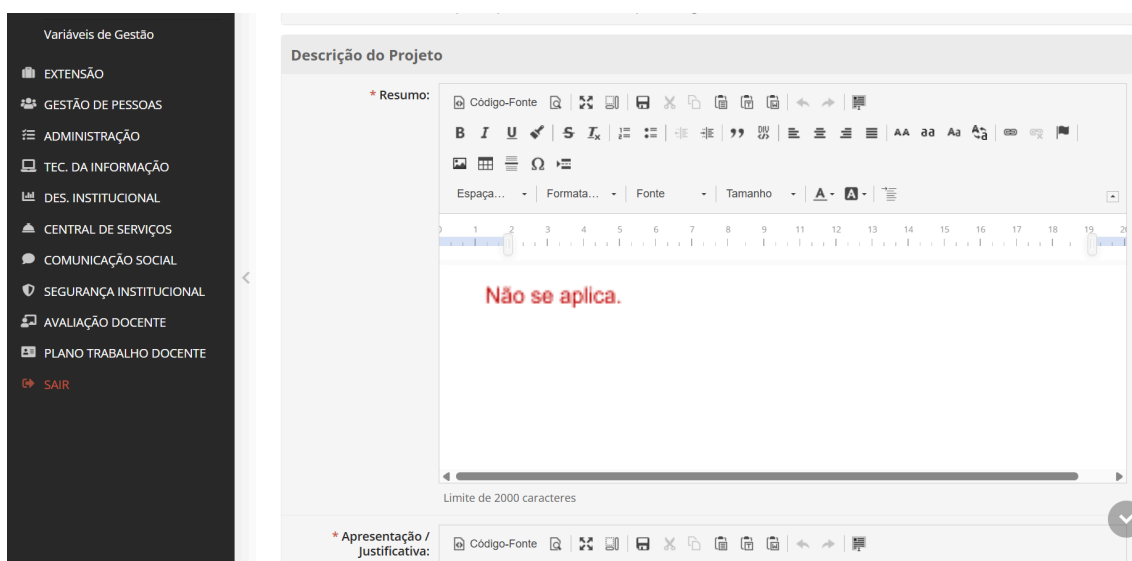 Variáveis de Gestão
EXTENSÃO
GESTÃO DE PESSOAS
ADMINISTRAÇÃO
TEC. DA INFORMAÇÃO
DES. INSTITUCIONAL
CENTRAL DE SERVIÇOS
COMUNICAÇÃO SOCIAL
SEGURANÇA INSTITUCIONAL
AVALIAÇÃO DOCENTE
PLANO TRABALHO DOCENTE
SAIR
Descrição do Projeto
* Resumo:
Código-Fonte
B I U S Ix AA aa Aa
Espaça... Formata... Fonte Tamanho A A
1 2 3 4 5 6 7 8 9 11 12 13 14 15 16 17 18 19
Não se aplica.
Limite de 2000 caracteres
* Apresentação /
Justificativa:
Código-Fonte